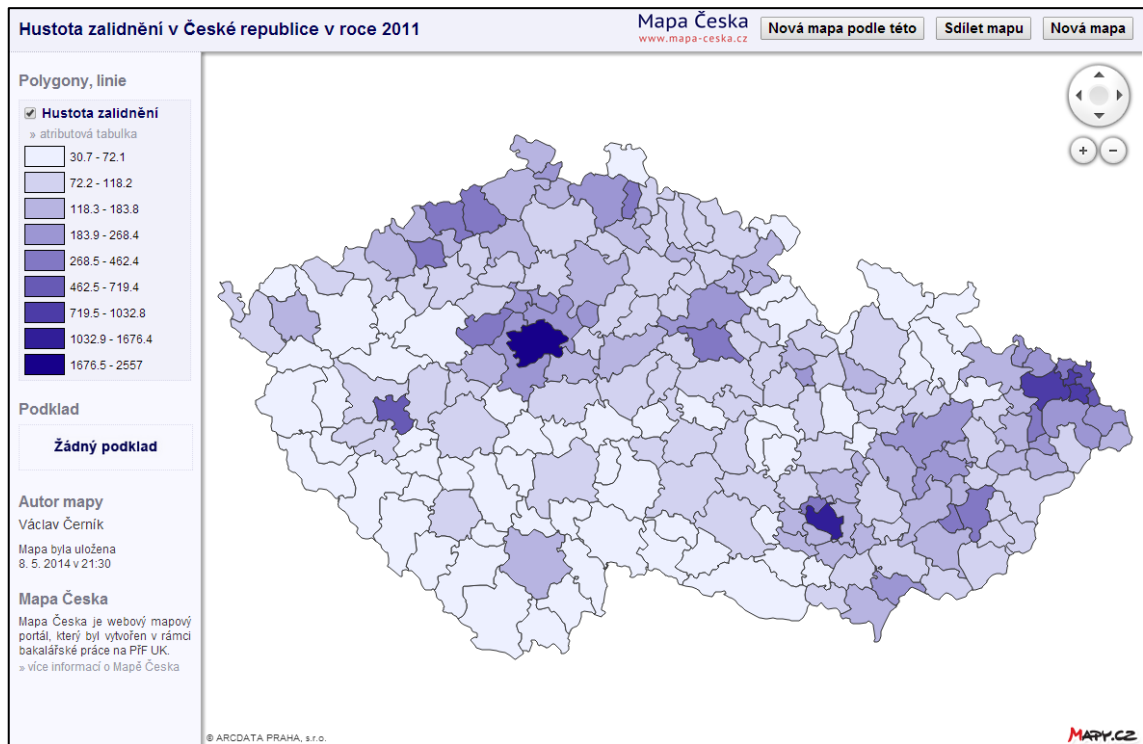 Hustota zalidnění v České republice v roce 2011
Mapa Česka
www.mapa-ceska.cz
Nová mapa podle této
Sdílet mapu
Nová mapa
Polygony, linie
Hustota zalidnění
» atributová tabulka
30.7 - 72.1
72.2 - 118.2
118.3 - 183.8
183.9 - 268.4
268.5 - 462.4
462.5 - 719.4
719.5 - 1032.8
1032.9 - 1676.4
1676.5 - 2557
Podklad
Žádný podklad
Autor mapy
Václav Černík
Mapa byla uložena
8. 5. 2014 v 21:30
Mapa Česka
Mapa Česka je webový mapový
portál, který byl vytvořen v rámci
bakalářské práce na PřF UK.
» více informací o Mapě Česka
© ARCDATA PRAHA, s.r.o.
MAPY.CZ